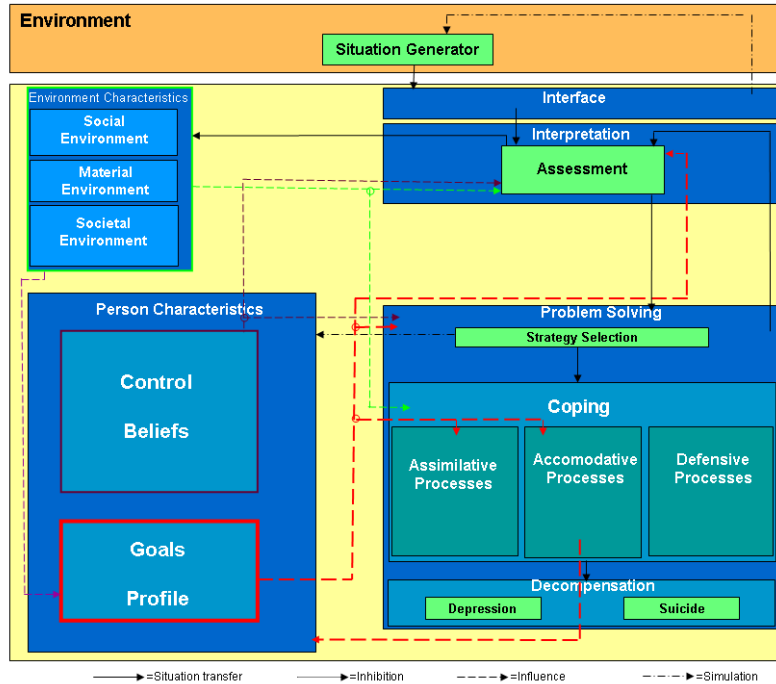 Environment
Situation Generator
Environment Characteristics
Social
Environment
Material
Environment
Societal
Environment
Interface
Interpretation
Assessment
Person Characteristics
Control
Beliefs
Goals
Profile
Problem Solving
Strategy Selection
Coping
Assimilative
Processes
Accomodative
Processes
Defensive
Processes
Decompensation
Depression
Suicide
=Situation transfer
=Inhibition
=Influence
=Simulation